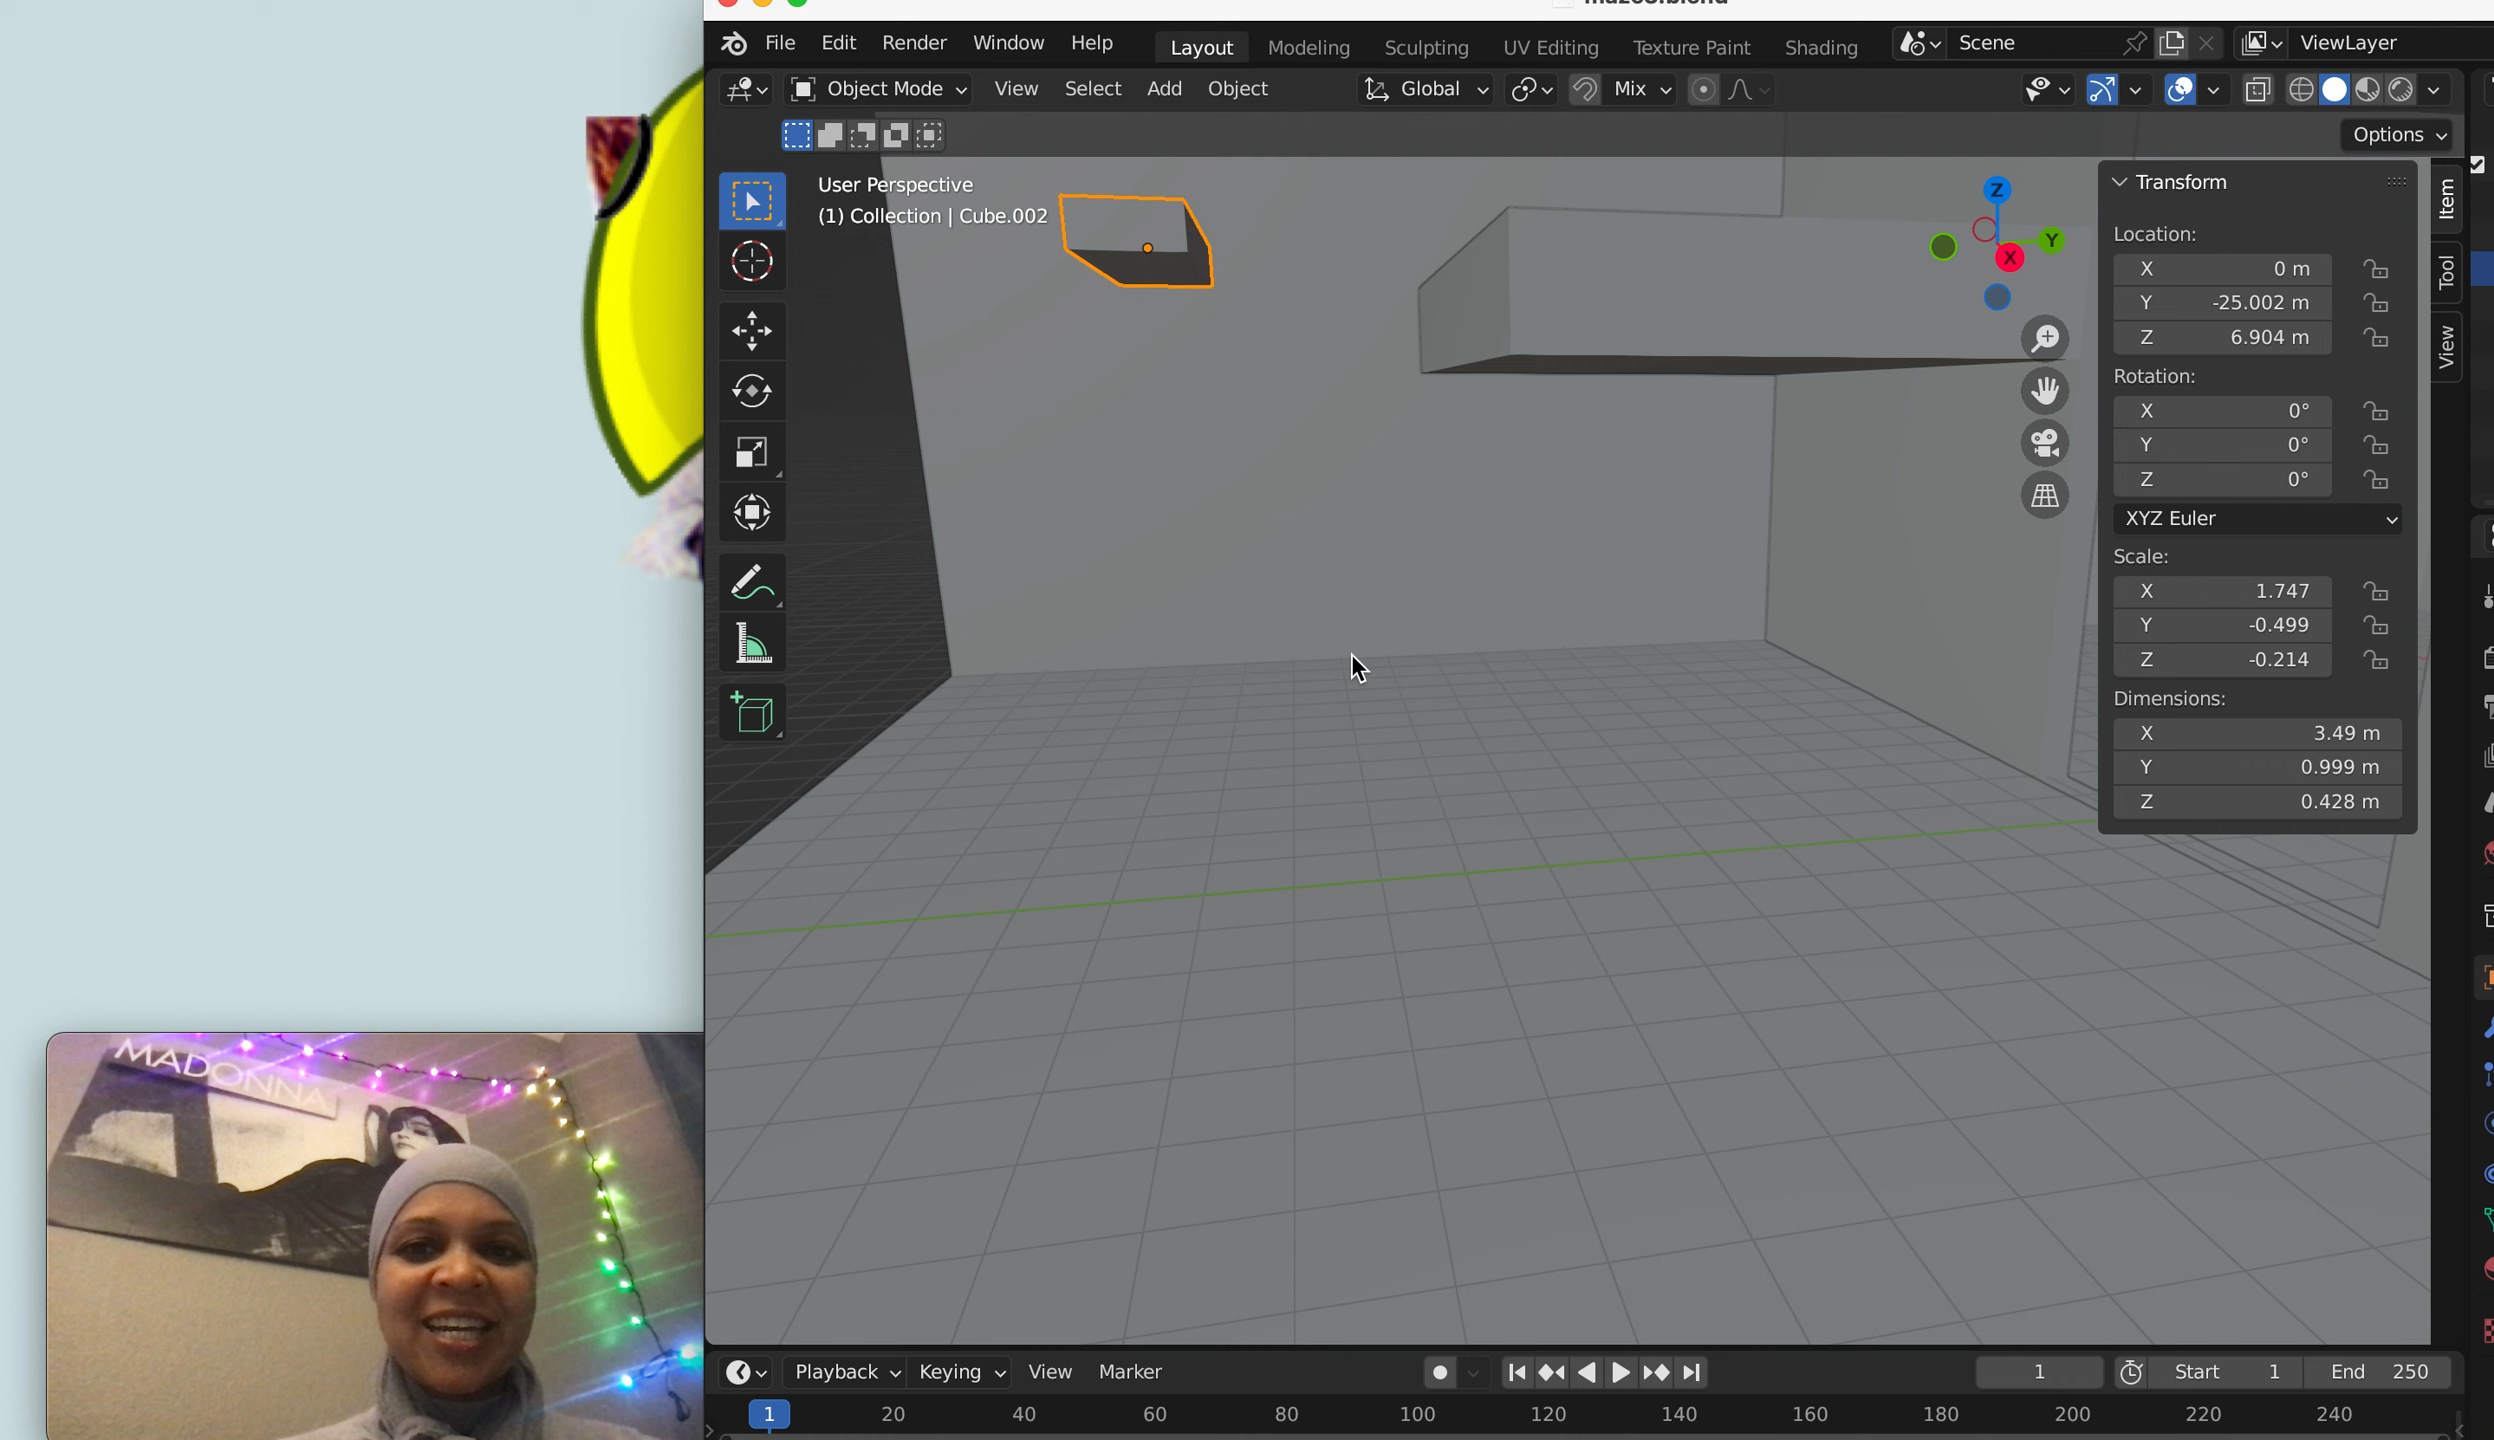 File Edit Render Window Help Layout Modeling Sculpting UV Editing Texture Paint Shading Scene ViewLayer
Object Mode View Select Add Object Global Mix
Options
User Perspective
(1) Collection | Cube.002
Z
Y
X
Transform
Location:
X 0 m
Y -25.002 m
Z 6.904 m
Rotation:
X 0°
Y 0°
Z 0°
XYZ Euler
Scale:
X 1.747
Y -0.499
Z -0.214
Dimensions:
X 3.49 m
Y 0.999 m
Z 0.428 m
Item
Tool
View
MADONNA
Playback Keying View Marker 1 Start 1 End 250
1 20 40 60 80 100 120 140 160 180 200 220 240